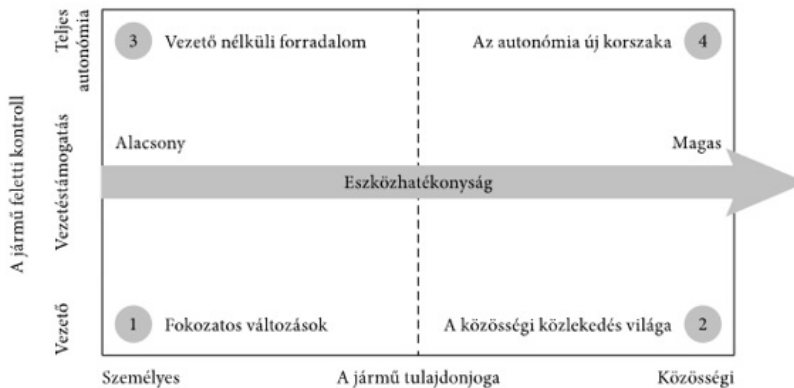 Teljes
autonómia
3 Vezető nélküli forradalom
Az autonómia új korszaka 4
A jármű feletti kontroll
Vezetéstámogatás
Alacsony
Magas
Eszközhatékonyság
Vezető
1 Fokozatos változások
A közösségi közlekedés világa 2
Személyes
A jármű tulajdonjoga
Közösségi